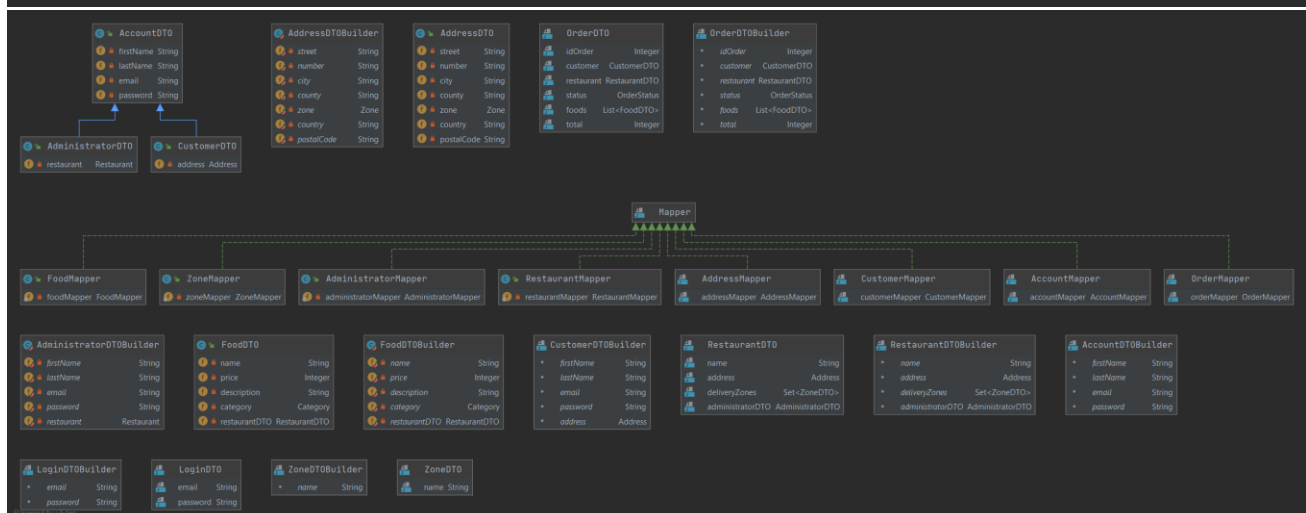 AccountDTO
firstName String
lastName String
email String
password String
AddressDTOBuilder
street String
number String
city String
county String
zone Zone
country String
postalCode String
AddressDTO
street String
number String
city String
county String
zone Zone
country String
postalCode String
OrderDTO
idOrder Integer
customer CustomerDTO
restaurant RestaurantDTO
status OrderStatus
foods List<FoodDTO>
total Integer
OrderDTOBuilder
idOrder Integer
customer CustomerDTO
restaurant RestaurantDTO
status OrderStatus
foods List<FoodDTO>
total Integer
AdministratorDTO
restaurant Restaurant
CustomerDTO
address Address
Mapper
FoodMapper
foodMapper FoodMapper
ZoneMapper
zoneMapper ZoneMapper
AdministratorMapper
administratorMapper AdministratorMapper
RestaurantMapper
restaurantMapper RestaurantMapper
AddressMapper
addressMapper AddressMapper
CustomerMapper
customerMapper CustomerMapper
AccountMapper
accountMapper AccountMapper
OrderMapper
orderMapper OrderMapper
AdministratorDTOBuilder
firstName String
lastName String
email String
password String
restaurant Restaurant
FoodDTO
name String
price Integer
description String
category Category
restaurantDTO RestaurantDTO
FoodDTOBuilder
name String
price Integer
description String
category Category
restaurantDTO RestaurantDTO
CustomerDTOBuilder
firstName String
lastName String
email String
password String
address Address
RestaurantDTO
name String
address Address
deliveryZones Set<ZoneDTO>
administratorDTO AdministratorDTO
RestaurantDTOBuilder
name String
address Address
deliveryZones Set<ZoneDTO>
administratorDTO AdministratorDTO
AccountDTOBuilder
firstName String
lastName String
email String
password String
LoginDTOBuilder
email String
password String
LoginDTO
email String
password String
ZoneDTOBuilder
name String
ZoneDTO
name String